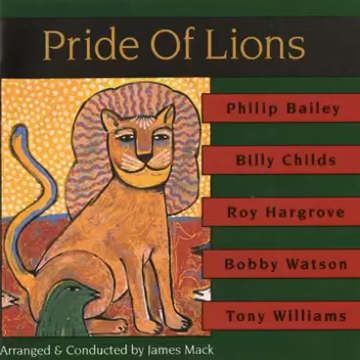 Pride Of Lions
Philip Bailey
Billy Childs
Roy Hargrove
Bobby Watson
Tony Williams
Arranged & Conducted by James Mack